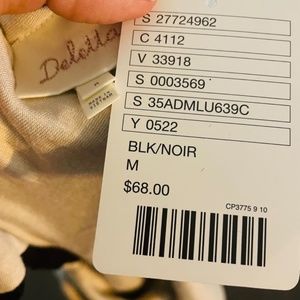 Deletta
S 27724962
C 4112
V 33918
S 0003569
S 35ADMLU639C
Y 0522
BLK/NOIR
M
$68.00
CP3775 9 10